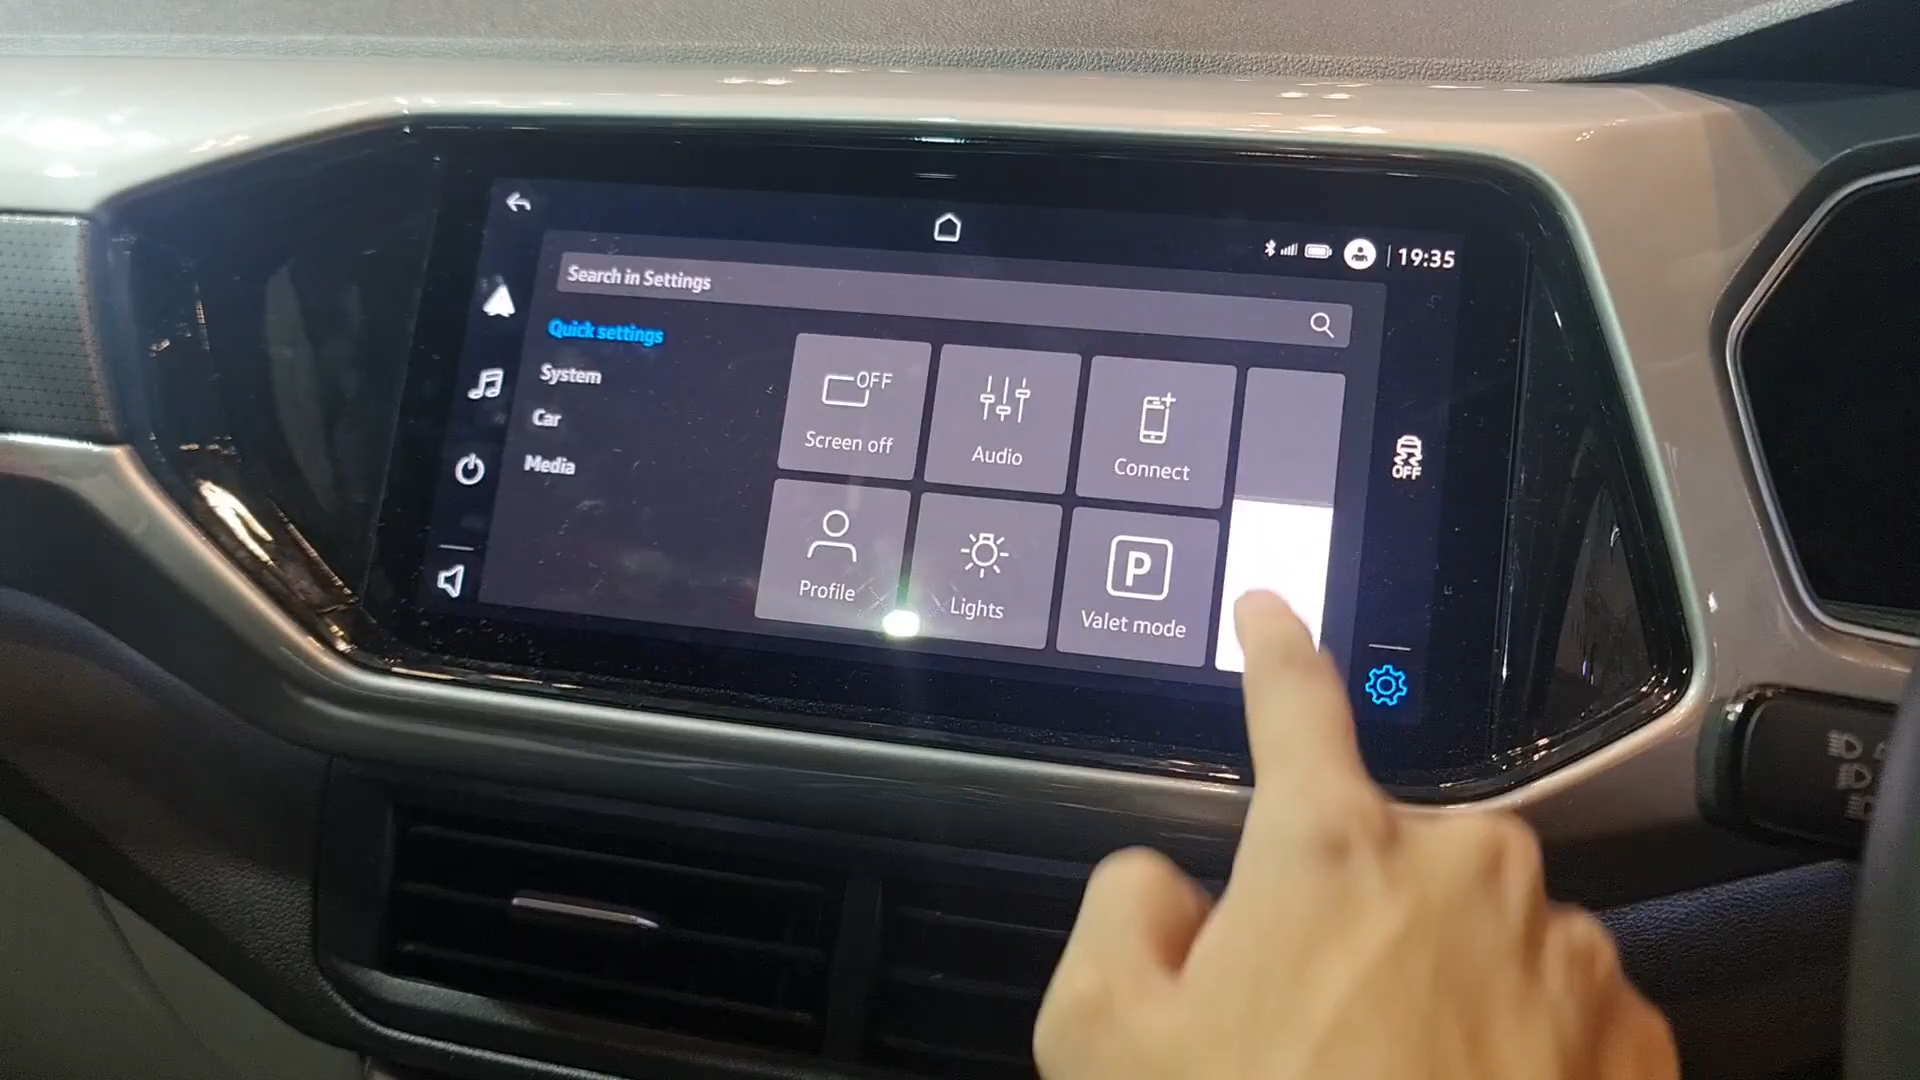 19:35
Search in Settings
Quick settings
System
Car
Media
OFF
Screen off
Audio
Connect
OFF
Profile
Lights
P
Valet mode